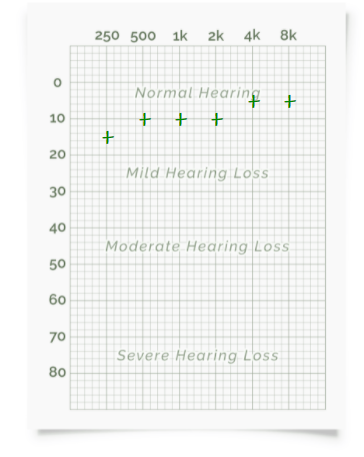 250 500 1k 2k 4k 8k
0
Normal Hearing
10
20
Mild Hearing Loss
30
40
Moderate Hearing Loss
50
60
70
Severe Hearing Loss
80